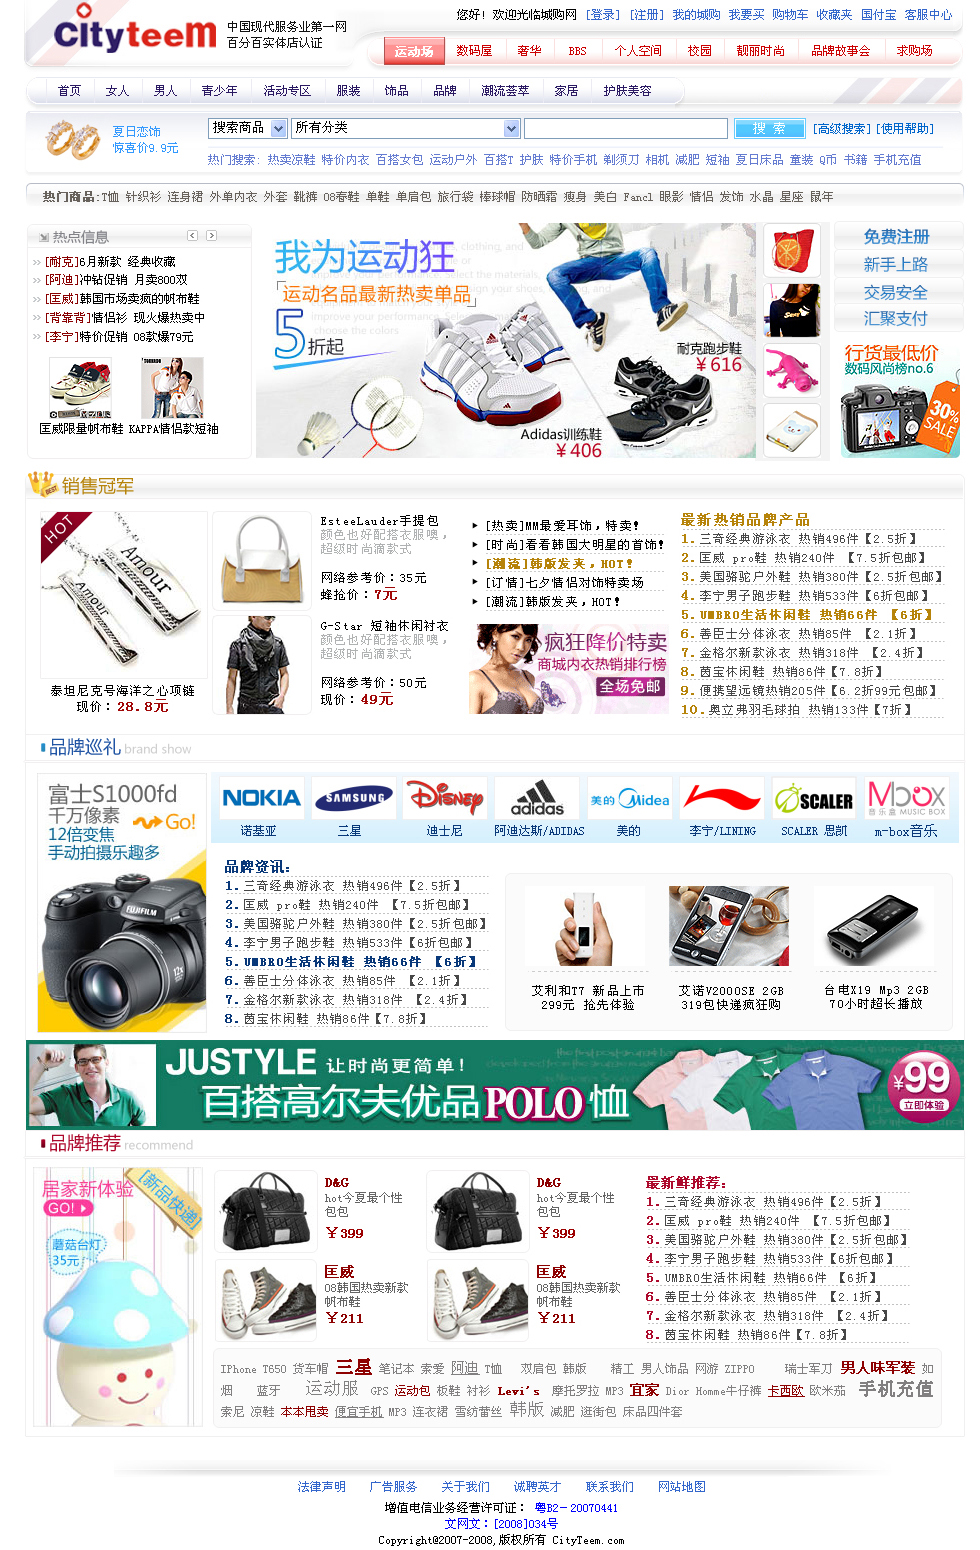 CityteeM
中国现代服务业第一网
百分百实体店认证
您好! 欢迎光临城购网 [登录] [注册] 我的城购 我要买 购物车 收藏夹 国付宝 客服中心
运动场 数码屋 奢华 BBS 个人空间 校园 靓丽时尚 品牌故事会 求购场
首页 女人 男人 青少年 活动专区 服装 饰品 品牌 潮流荟萃 家居 护肤美容
夏日恋饰
惊喜价9.9元
搜索商品 所有分类 搜 索 [高级搜索] [使用帮助]
热门搜索: 热卖凉鞋 特价内衣 百搭女包 运动户外 百搭T 护肤 特价手机 剃须刀 相机 减肥 短袖 夏日床品 童装 Q币 书籍 手机充值
热门商品:T恤 针织衫 连身裙 外单内衣 外套 靴裤 08春鞋 单鞋 单肩包 旅行袋 棒球帽 防晒霜 瘦身 美白 Fancl 眼影 情侣 发饰 水晶 星座 鼠年
热点信息
[耐克]6月新款 经典收藏
[阿迪]冲钻促销 月卖800双
[匡威]韩国市场卖疯的帆布鞋
[背靠背]情侣衫 现火爆热卖中
[李宁]特价促销 08款爆79元
匡威限量帆布鞋 KAPPA情侣款短袖
我为运动狂
运动名品最新热卖单品
5折起
耐克跑步鞋
￥616
Adidas训练鞋
￥406
免费注册
新手上路
交易安全
汇聚支付
行货最低价
数码风尚榜no.6
30%
SALE
销售冠军
HOT
Amour
Amour
泰坦尼克号海洋之心项链
现价：28.8元
EsteeLauder手提包
颜色也好配搭衣服噢，
超级时尚滴款式
网络参考价：35元
蜂抢价：7元
G-Star 短袖休闲衬衣
颜色也好配搭衣服噢，
超级时尚滴款式
网络参考价：50元
现价：49元
[热卖]MM最爱耳饰，特卖!
[时尚]看看韩国大明星的首饰!
[潮流]韩版发夹，HOT!
[订情]七夕情侣对饰特卖场
[潮流]韩版发夹，HOT!
疯狂降价特卖
商城内衣热销排行榜
全场免邮
最新热销品牌产品
1.三奇经典游泳衣 热销496件【2.5折】
2.匡威 pro鞋 热销240件 【7.5折包邮】
3.美国骆驼户外鞋 热销380件【2.5折包邮】
4.李宁男子跑步鞋 热销533件【6折包邮】
5.UMBRO生活休闲鞋 热销66件 【6折】
6.善臣士分体泳衣 热销85件 【2.1折】
7.金格尔新款泳衣 热销318件 【2.4折】
8.茵宝休闲鞋 热销86件【7.8折】
9.便携望远镜热销205件【6.2折99元包邮】
10.奥立弗羽毛球拍 热销133件【7折】
品牌巡礼 brand show
富士S1000fd
千万像素
12倍变焦 Go!
手动拍摄乐趣多
FUJIFILM
NOKIA SAMSUNG Disney adidas 美的 Midea SCALER Mbox
音乐盒 MUSIC BOX
诺基亚 三星 迪士尼 阿迪达斯/ADIDAS 美的 李宁/LINING SCALER 思凯 m-box音乐
品牌资讯:
1.三奇经典游泳衣 热销496件【2.5折】
2.匡威 pro鞋 热销240件 【7.5折包邮】
3.美国骆驼户外鞋 热销380件【2.5折包邮】
4.李宁男子跑步鞋 热销533件【6折包邮】
5.UMBRO生活休闲鞋 热销66件 【6折】
6.善臣士分体泳衣 热销85件 【2.1折】
7.金格尔新款泳衣 热销318件 【2.4折】
8.茵宝休闲鞋 热销86件【7.8折】
艾利和T7 新品上市
299元 抢先体验
艾诺V2000SE 2GB
319包快递疯狂购
台电X19 Mp3 2GB
70小时超长播放
JUSTYLE 让时尚更简单！
百搭高尔夫优品POLO恤
￥99
立即体验
品牌推荐 recommend
居家新体验
GO!
[新品快递]
蘑菇台灯
35元
D&G
hot今夏最个性
包包
￥399
D&G
hot今夏最个性
包包
￥399
匡威
08韩国热卖新款
帆布鞋
￥211
匡威
08韩国热卖新款
帆布鞋
￥211
最新鲜推荐:
1.三奇经典游泳衣 热销496件【2.5折】
2.匡威 pro鞋 热销240件 【7.5折包邮】
3.美国骆驼户外鞋 热销380件【2.5折包邮】
4.李宁男子跑步鞋 热销533件【6折包邮】
5.UMBRO生活休闲鞋 热销66件 【6折】
6.善臣士分体泳衣 热销85件 【2.1折】
7.金格尔新款泳衣 热销318件 【2.4折】
8.茵宝休闲鞋 热销86件【7.8折】
IPhone T650 货车帽 三星 笔记本 索爱 阿迪 T恤 双肩包 韩版 精工 男人饰品 网游 ZIPPO 瑞士军刀 男人味军装 如
烟 蓝牙 运动服 GPS 运动包 板鞋 衬衫 Levi's 摩托罗拉 MP3 宜家 Dior Homme牛仔裤 卡西欧 欧米茄 手机充值
索尼 凉鞋 本本甩卖 便宜手机 MP3 连衣裙 雪纺蕾丝 韩版 减肥 逛街包 床品四件套
法律声明 广告服务 关于我们 诚聘英才 联系我们 网站地图
增值电信业务经营许可证： 粤B2－20070441
文网文：[2008]034号
Copyright@2007-2008,版权所有 CityTeem.com